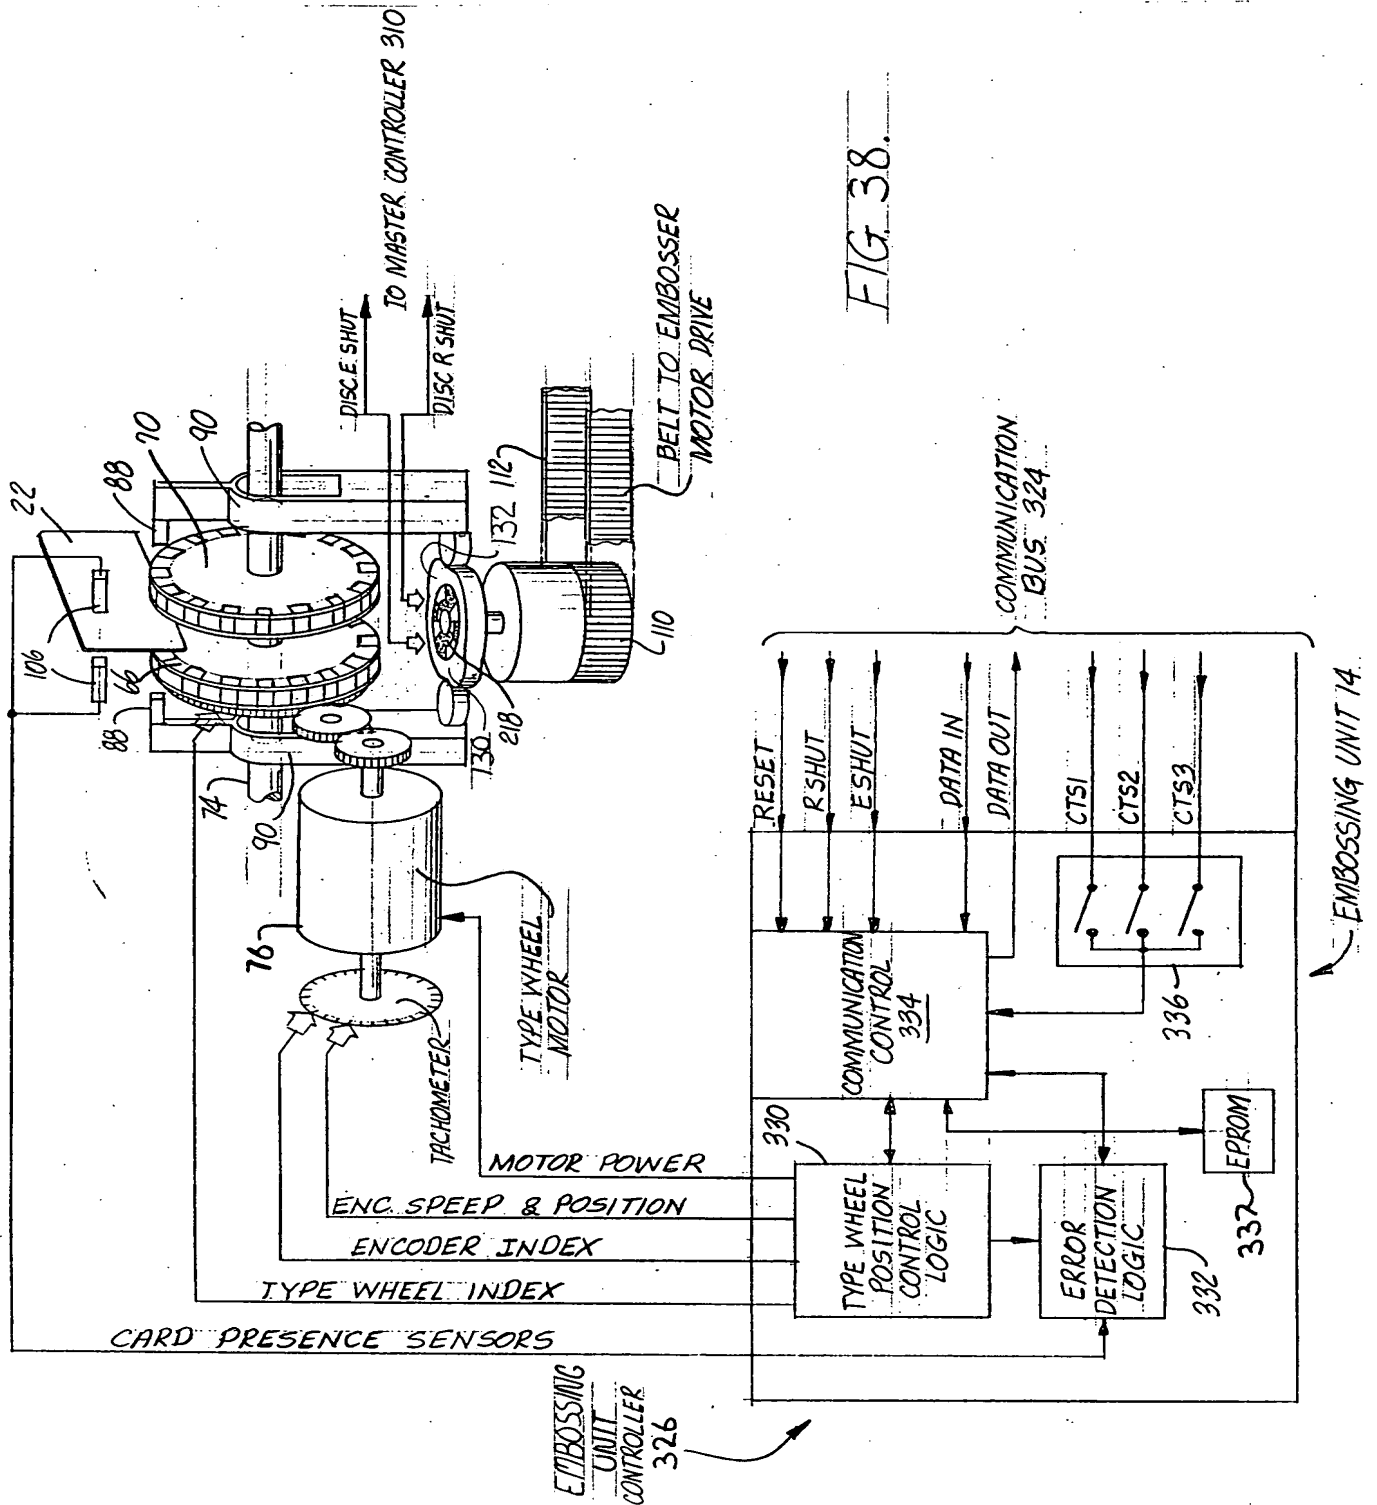 22
106
66
88
74
90
88
70
90
DISC.E SHUT
TO MASTER CONTROLLER 310
DISC R SHUT
132
112
BELT TO EMBOSSER
MOTOR DRIVE
110
218
130
76
TYPE WHEEL
MOTOR
TACHOMETER
MOTOR POWER
ENC. SPEED & POSITION
ENCODER INDEX
TYPE WHEEL INDEX
CARD PRESENCE SENSORS
RESET
R SHUT
E SHUT
DATA IN
DATA OUT
CTS1
CTS2
CTS3
COMMUNICATION
BUS 324
COMMUNICATION
CONTROL
334
336
330
TYPE WHEEL
POSITION
CONTROL
LOGIC
ERROR
DETECTION
LOGIC
332
EPROM
337
EMBOSSING
UNIT
CONTROLLER
326
EMBOSSING UNIT 14
FIG. 38.